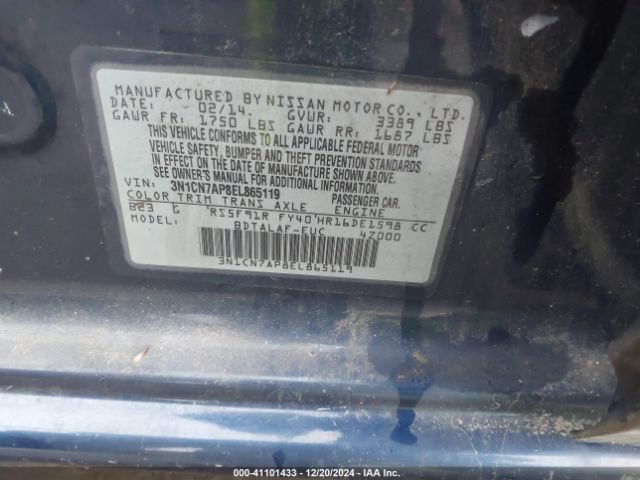 MANUFACTURED BY NISSAN MOTOR CO., LTD.
DATE: 02/14. GVWR: 3389 LBS
GAWR FR: 1750 LBS GAWR RR: 1687 LBS
THIS VEHICLE CONFORMS TO ALL APPLICABLE FEDERAL MOTOR
VEHICLE SAFETY, BUMPER AND THEFT PREVENTION STANDARDS
IN EFFECT ON THE DATE OF MANUFACTURE SHOWN ABOVE.
SEE OWNER'S MANUAL FOR ADDITIONAL INFORMATION
VIN: 3N1CN7AP8EL865119 PASSENGER CAR.
COLOR TRIM TRANS AXLE ENGINE
B23 G RS5F91R FY40 HR16DE1598 CC
MODEL: BDTALAF-EUC 4Z000
3N1CN7AP8EL865119
000-41101433 - 12/20/2024 - IAA Inc.